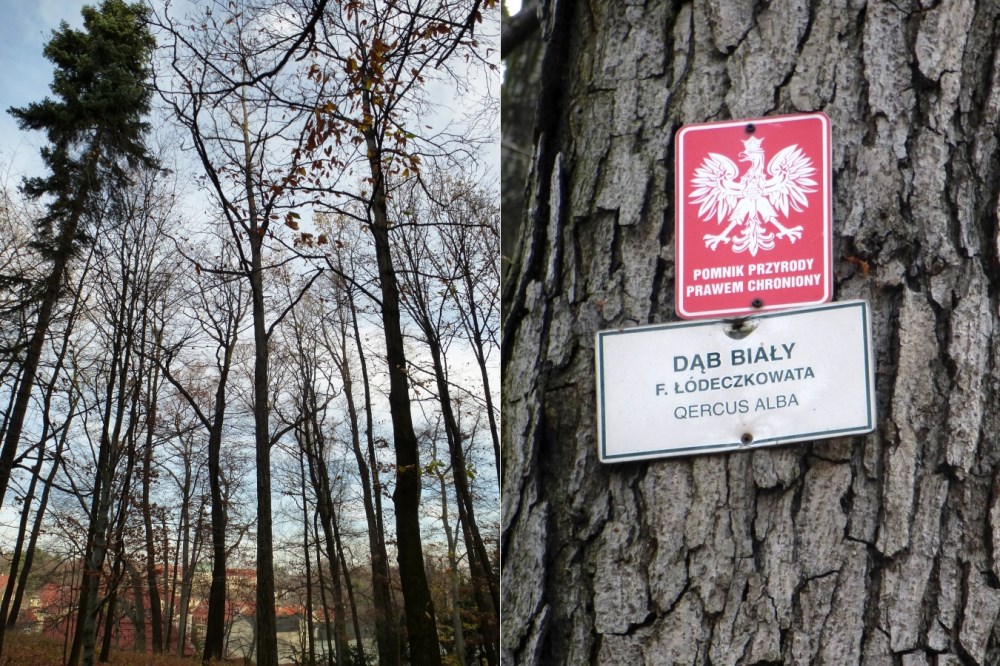 POMNIK PRZYRODY
PRAWEM CHRONIONY
DĄB BIAŁY
F. ŁÓDECZKOWATA
QERCUS ALBA